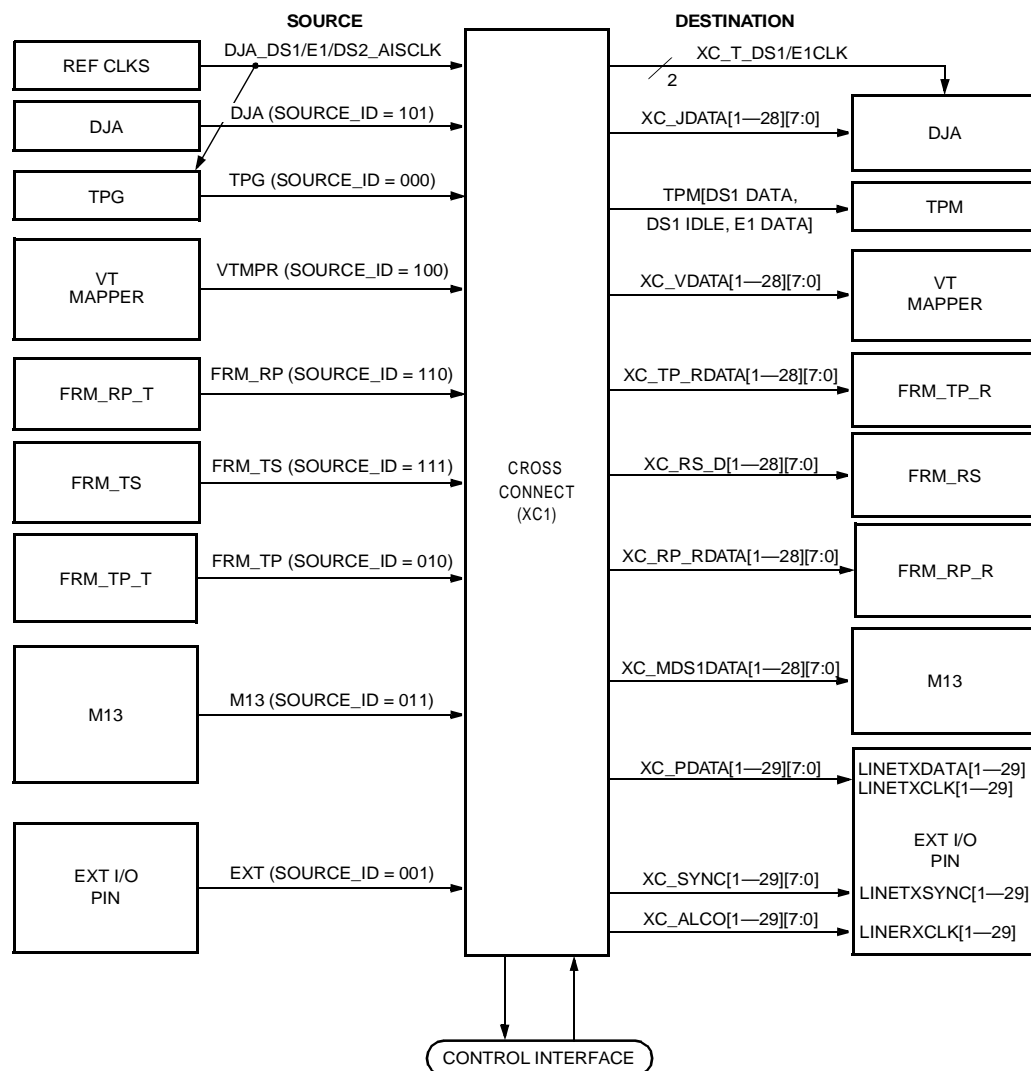 SOURCE
DESTINATION
REF CLKS
DJA_DS1/E1/DS2_AISCLK
XC_T_DS1/E1CLK
2
DJA
DJA (SOURCE_ID = 101)
XC_JDATA[1—28][7:0]
DJA
TPG
TPG (SOURCE_ID = 000)
TPM[DS1 DATA,
DS1 IDLE, E1 DATA]
TPM
VT
MAPPER
VTMPR (SOURCE_ID = 100)
XC_VDATA[1—28][7:0]
VT
MAPPER
FRM_RP_T
FRM_RP (SOURCE_ID = 110)
XC_TP_RDATA[1—28][7:0]
FRM_TP_R
FRM_TS
FRM_TS (SOURCE_ID = 111)
CROSS
CONNECT
(XC1)
XC_RS_D[1—28][7:0]
FRM_RS
FRM_TP_T
FRM_TP (SOURCE_ID = 010)
XC_RP_RDATA[1—28][7:0]
FRM_RP_R
M13
M13 (SOURCE_ID = 011)
XC_MDS1DATA[1—28][7:0]
M13
XC_PDATA[1—29][7:0]
LINETXDATA[1—29]
LINETXCLK[1—29]
EXT I/O
PIN
EXT (SOURCE_ID = 001)
EXT I/O
PIN
XC_SYNC[1—29][7:0]
LINETXSYNC[1—29]
XC_ALCO[1—29][7:0]
LINERXCLK[1—29]
CONTROL INTERFACE